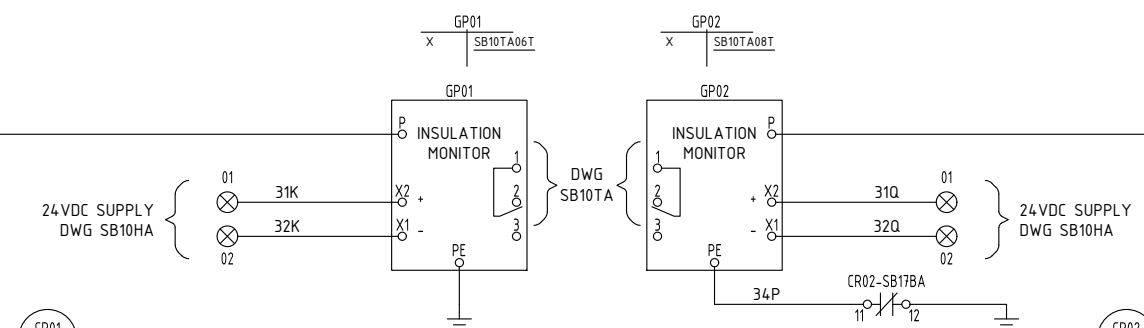 GP01
X SB10TA06T
GP02
X SB10TA08T
GP01
GP02
P INSULATION
MONITOR
INSULATION P
MONITOR
1
2
3
DWG
SB10TA
1
2
3
01
31K X2 +
24VDC SUPPLY
DWG SB10HA
32K X1 -
02
PE
+ X2 31Q 01
- X1 32Q
02
24VDC SUPPLY
DWG SB10HA
PE
34P
CR02-SB17BA
11 12
GP01
GP02